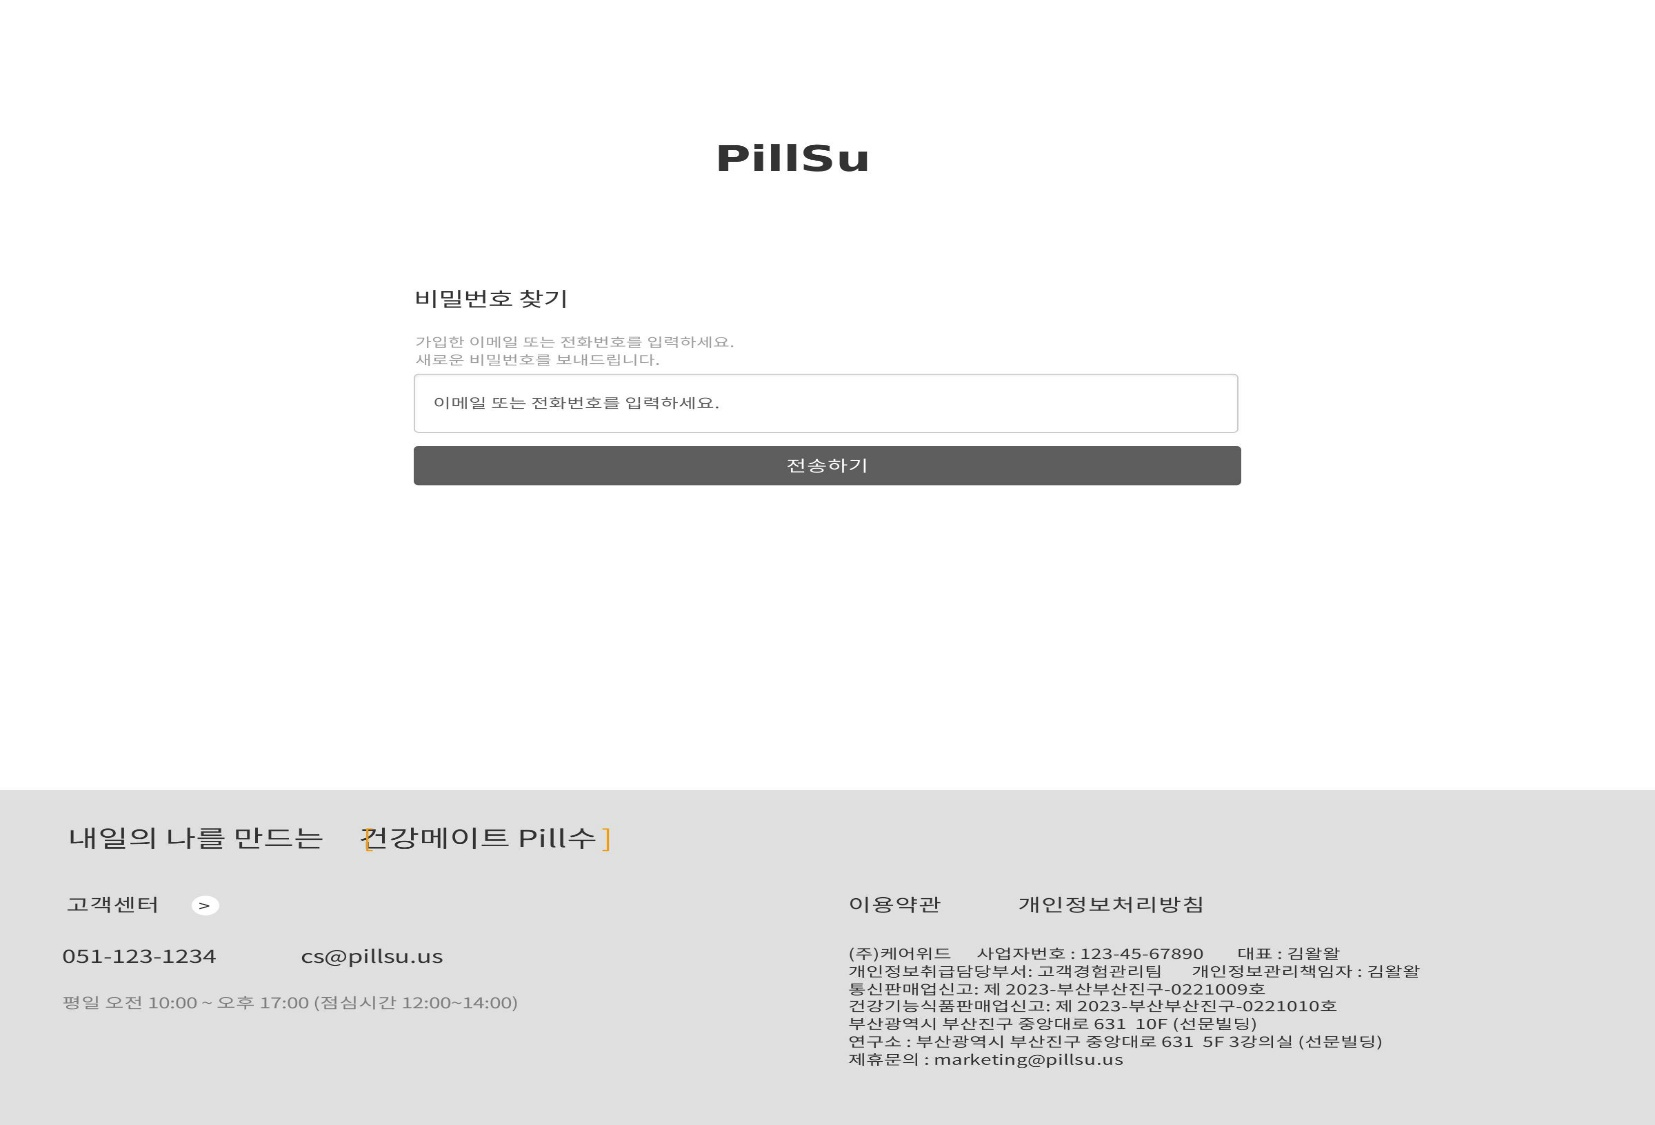 PillSu
비밀번호 찾기
가입한 이메일 또는 전화번호를 입력하세요.
새로운 비밀번호를 보내드립니다.
이메일 또는 전화번호를 입력하세요.
전송하기
내일의 나를 만드는 [건강메이트 Pill수]
고객센터 >
051-123-1234 cs@pillsu.us
평일 오전 10:00 ~ 오후 17:00 (점심시간 12:00~14:00)
이용약관 개인정보처리방침
(주)케어위드 사업자번호 : 123-45-67890 대표 : 김왈왈
개인정보취급담당부서: 고객경험관리팀 개인정보관리책임자 : 김왈왈
통신판매업신고: 제 2023-부산부산진구-0221009호
건강기능식품판매업신고: 제 2023-부산부산진구-0221010호
부산광역시 부산진구 중앙대로 631 10F (선문빌딩)
연구소 : 부산광역시 부산진구 중앙대로 631 5F 3강의실 (선문빌딩)
제휴문의 : marketing@pillsu.us